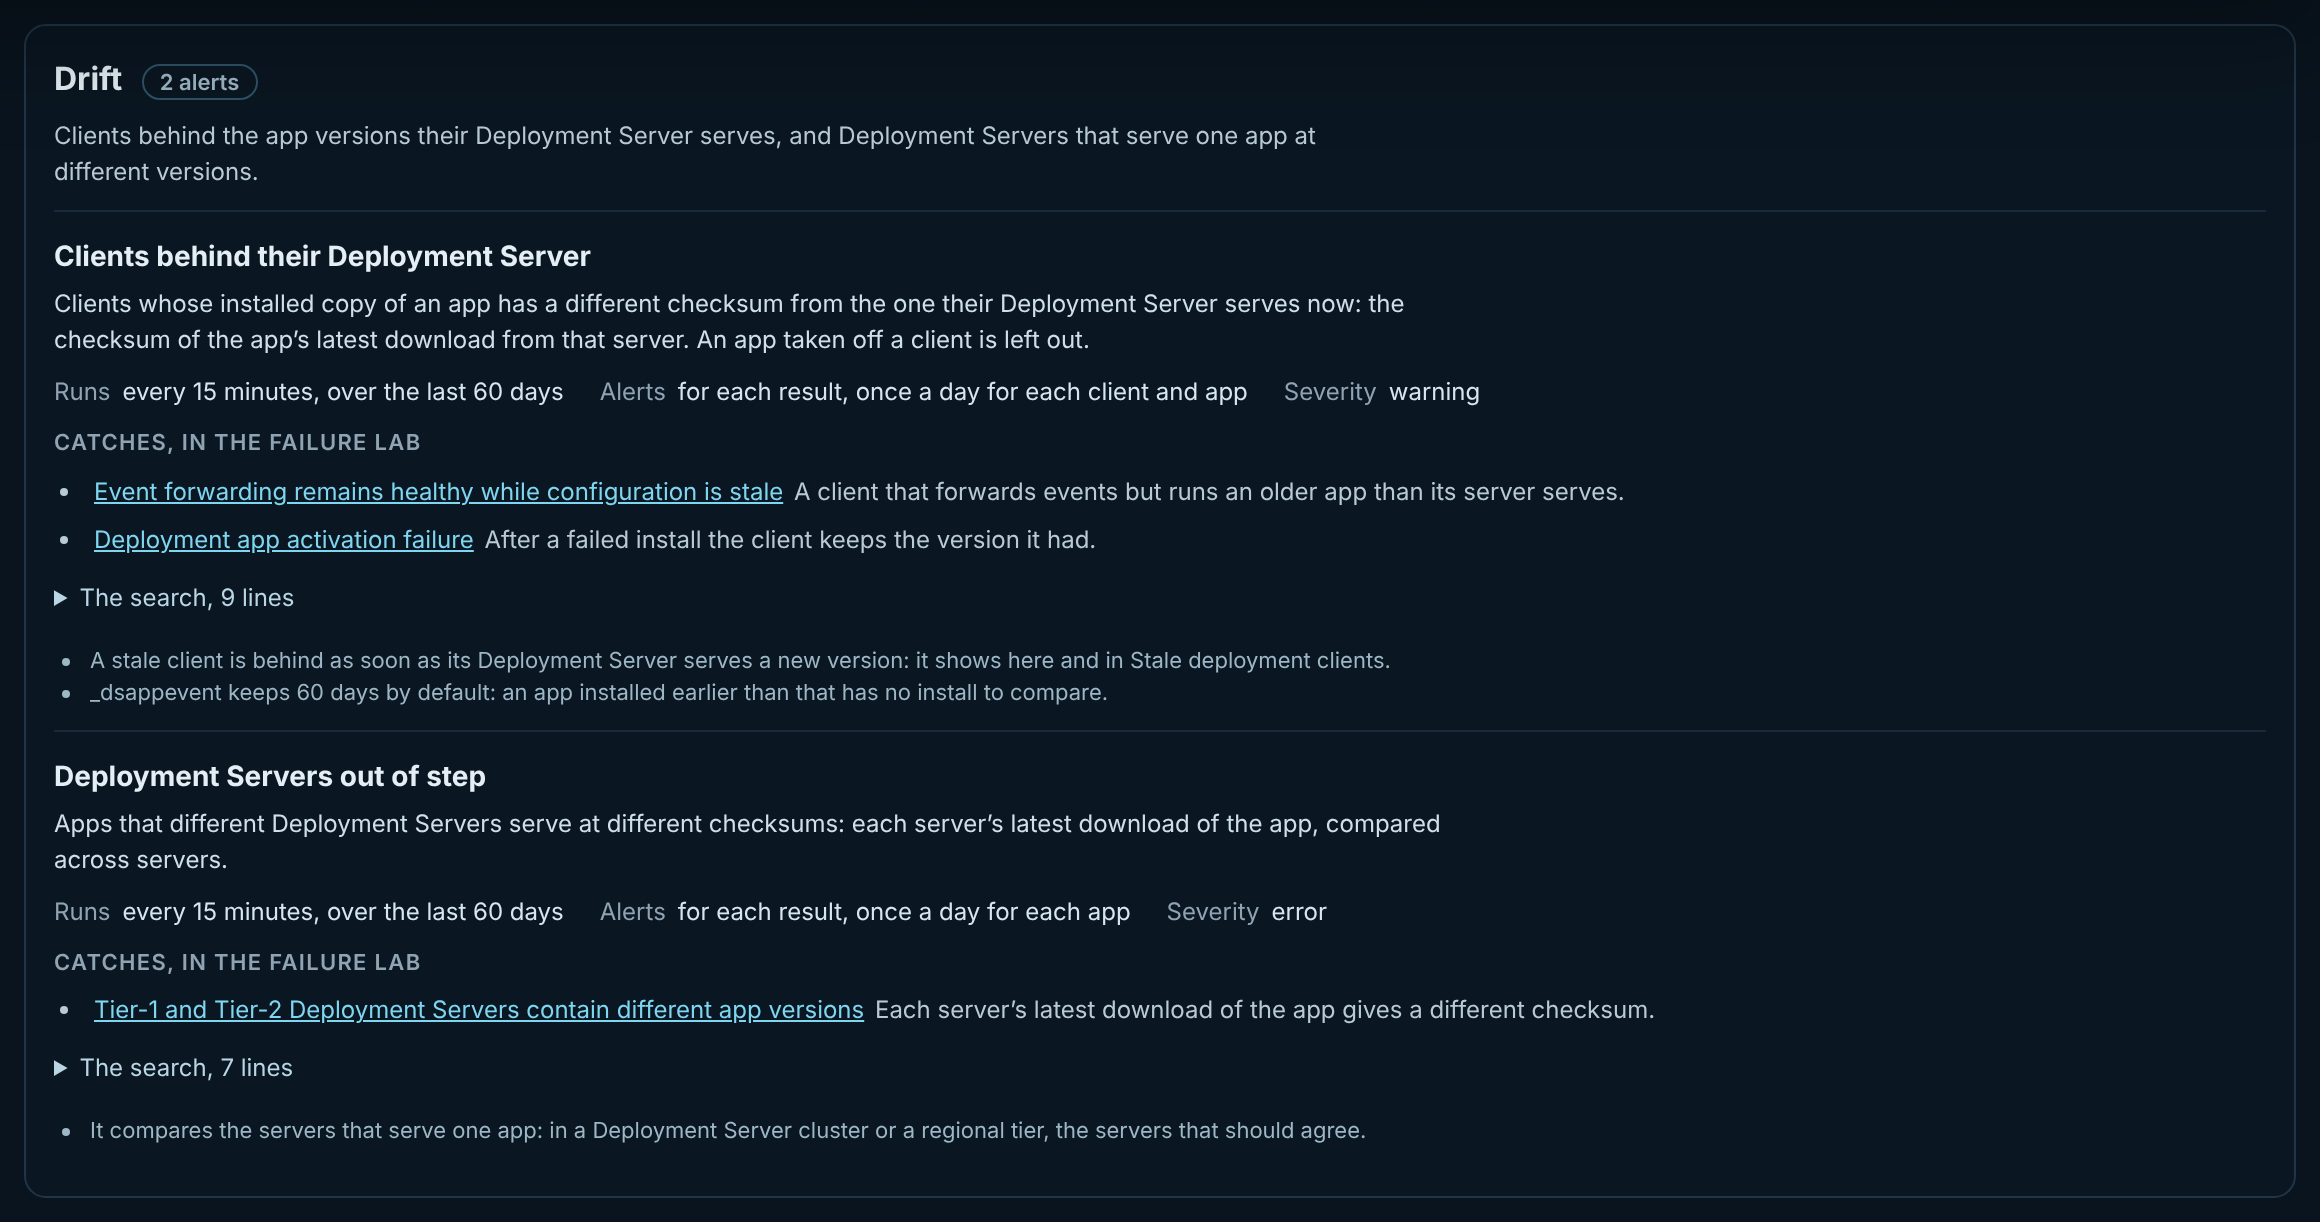 Drift
2 alerts
Clients behind the app versions their Deployment Server serves, and Deployment Servers that serve one app at
different versions.
Clients behind their Deployment Server
Clients whose installed copy of an app has a different checksum from the one their Deployment Server serves now: the
checksum of the app’s latest download from that server. An app taken off a client is left out.
Runs every 15 minutes, over the last 60 days Alerts for each result, once a day for each client and app Severity warning
CATCHES, IN THE FAILURE LAB
• Event forwarding remains healthy while configuration is stale A client that forwards events but runs an older app than its server serves.
• Deployment app activation failure After a failed install the client keeps the version it had.
▶ The search, 9 lines
• A stale client is behind as soon as its Deployment Server serves a new version: it shows here and in Stale deployment clients.
• _dsappevent keeps 60 days by default: an app installed earlier than that has no install to compare.
Deployment Servers out of step
Apps that different Deployment Servers serve at different checksums: each server’s latest download of the app, compared
across servers.
Runs every 15 minutes, over the last 60 days Alerts for each result, once a day for each app Severity error
CATCHES, IN THE FAILURE LAB
• Tier-1 and Tier-2 Deployment Servers contain different app versions Each server’s latest download of the app gives a different checksum.
▶ The search, 7 lines
• It compares the servers that serve one app: in a Deployment Server cluster or a regional tier, the servers that should agree.